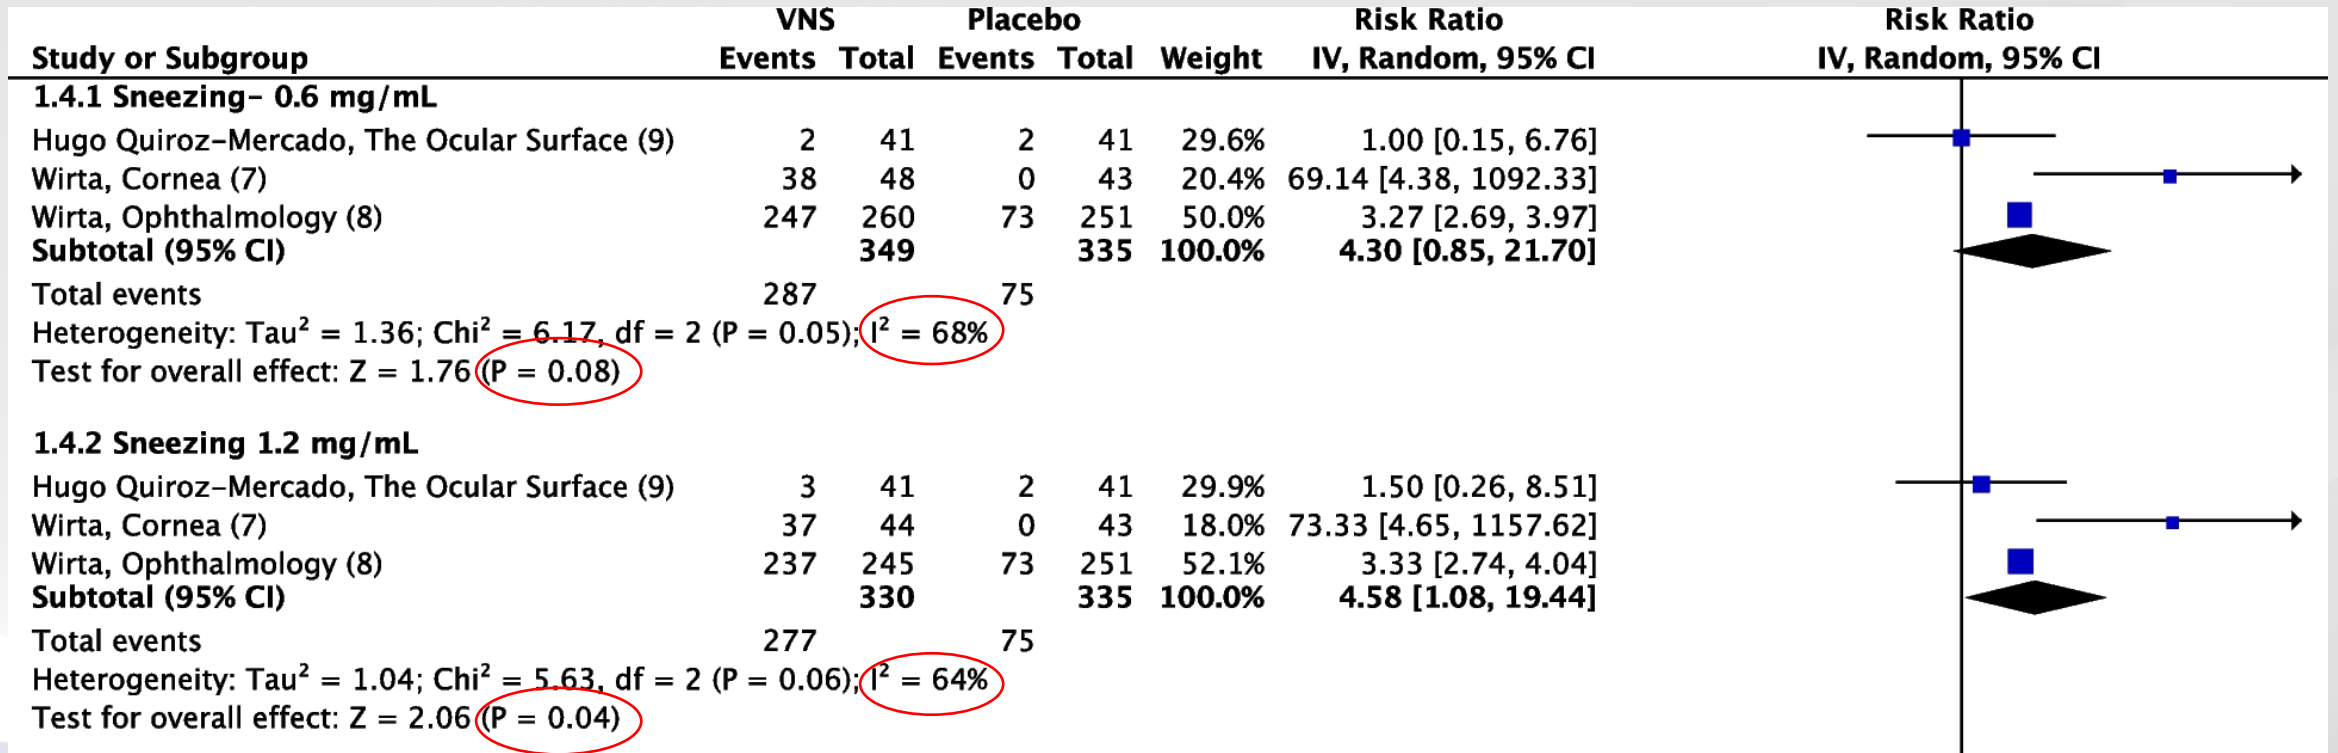 VNS Placebo Risk Ratio Risk Ratio
Study or Subgroup Events Total Events Total Weight IV, Random, 95% CI IV, Random, 95% CI
1.4.1 Sneezing– 0.6 mg/mL
Hugo Quiroz–Mercado, The Ocular Surface (9) 2 41 2 41 29.6% 1.00 [0.15, 6.76]
Wirta, Cornea (7) 38 48 0 43 20.4% 69.14 [4.38, 1092.33]
Wirta, Ophthalmology (8) 247 260 73 251 50.0% 3.27 [2.69, 3.97]
Subtotal (95% CI) 349 335 100.0% 4.30 [0.85, 21.70]
Total events 287 75
Heterogeneity: Tau² = 1.36; Chi² = 6.17, df = 2 (P = 0.05); I² = 68%
Test for overall effect: Z = 1.76 (P = 0.08)
1.4.2 Sneezing 1.2 mg/mL
Hugo Quiroz–Mercado, The Ocular Surface (9) 3 41 2 41 29.9% 1.50 [0.26, 8.51]
Wirta, Cornea (7) 37 44 0 43 18.0% 73.33 [4.65, 1157.62]
Wirta, Ophthalmology (8) 237 245 73 251 52.1% 3.33 [2.74, 4.04]
Subtotal (95% CI) 330 335 100.0% 4.58 [1.08, 19.44]
Total events 277 75
Heterogeneity: Tau² = 1.04; Chi² = 5.63, df = 2 (P = 0.06); I² = 64%
Test for overall effect: Z = 2.06 (P = 0.04)